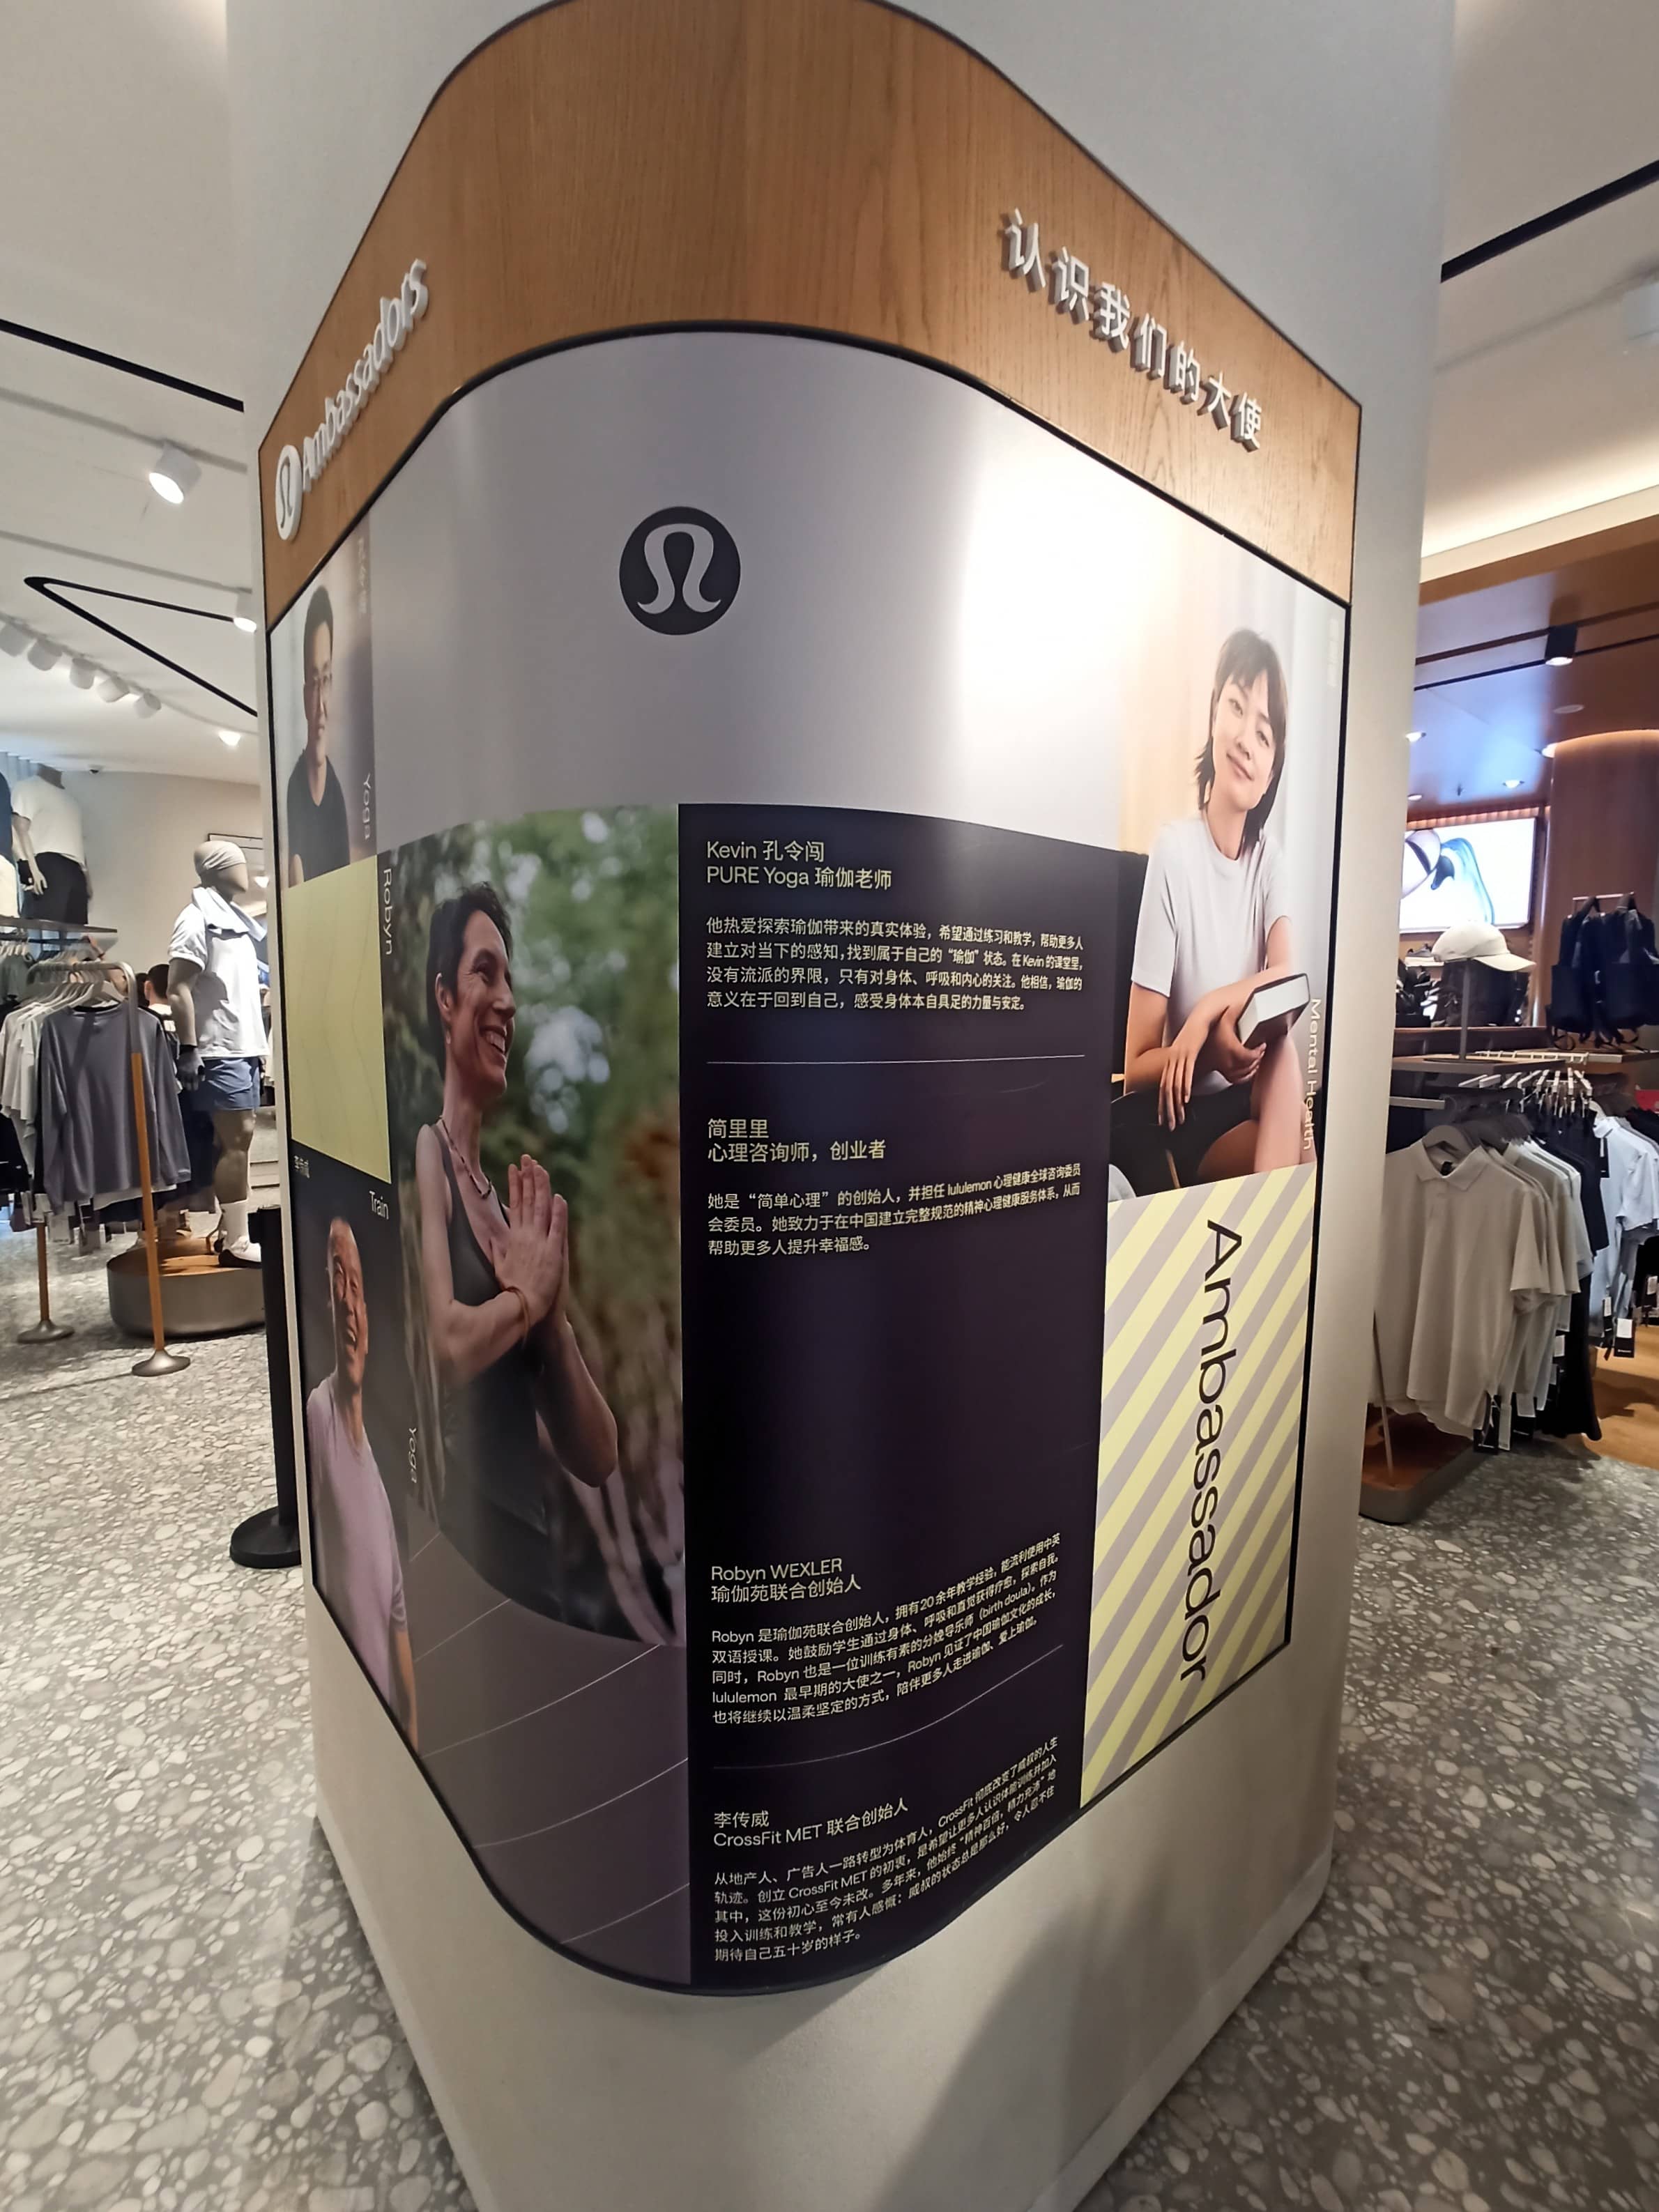 Ambassadors
认识我们的大使
Yoga
Robyn
李传威
Train
Yoga
Kevin 孔令闯
PURE Yoga 瑜伽老师
他热爱探索瑜伽带来的真实体验，希望通过练习和教学，帮助更多人
建立对当下的感知，找到属于自己的“瑜伽”状态。在 Kevin 的课堂里，
没有流派的界限，只有对身体、呼吸和内心的关注。他相信，瑜伽的
意义在于回到自己，感受身体本自具足的力量与安定。
简里里
心理咨询师，创业者
她是“简单心理”的创始人，并担任 lululemon 心理健康全球咨询委员
会委员。她致力于在中国建立完整规范的精神心理健康服务体系，从而
帮助更多人提升幸福感。
Robyn WEXLER
瑜伽苑联合创始人
Robyn 是瑜伽苑联合创始人，拥有20余年教学经验，能流利使用中英
双语授课。她鼓励学生通过身体、呼吸和直觉获得疗愈，探索自我。
同时，Robyn 也是一位训练有素的分娩导乐师（birth doula）。作为
lululemon 最早期的大使之一，Robyn 见证了中国瑜伽文化的成长，
也将继续以温柔坚定的方式，陪伴更多人走进瑜伽、爱上瑜伽。
李传威
CrossFit MET 联合创始人
从地产人、广告人一路转型为体育人，CrossFit 彻底改变了威叔的人生
轨迹。创立 CrossFit MET 的初衷，是希望让更多人认识体能训练并加入
其中，这份初心至今未改。多年来，他始终“精神百倍，精力充沛”地
投入训练和教学，常有人感慨：威叔的状态总是那么好，令人忍不住
期待自己五十岁的样子。
Mental Health
Ambassador